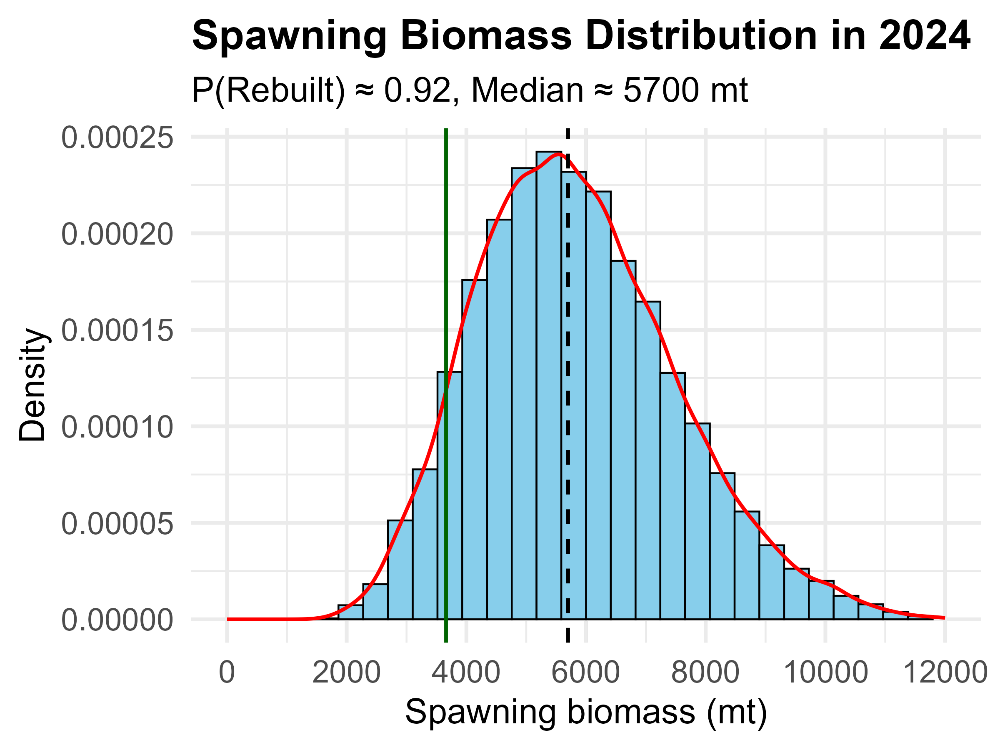 Spawning Biomass Distribution in 2024
P(Rebuilt) ≈ 0.92, Median ≈ 5700 mt
0.00025
0.00020
0.00015
0.00010
0.00005
0.00000
Density
0 2000 4000 6000 8000 10000 12000
Spawning biomass (mt)